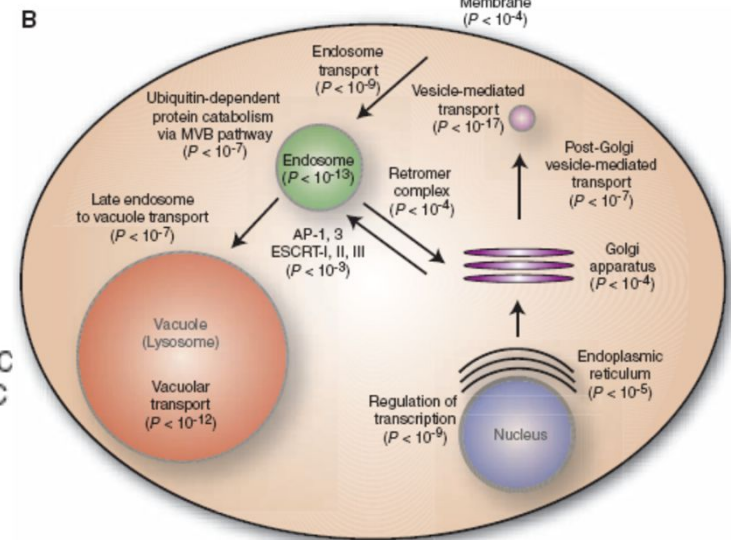 B
Membrane
(P < 10-4)
Endosome
transport
(P < 10-9)
Vesicle-mediated
transport
(P < 10-17)
Ubiquitin-dependent
protein catabolism
via MVB pathway
(P < 10-7)
Post-Golgi
vesicle-mediated
transport
(P < 10-7)
Endosome
(P < 10-13)
Retromer
complex
(P < 10-4)
Late endosome
to vacuole transport
(P < 10-7)
AP-1, 3
ESCRT-I, II, III
(P < 10-3)
Golgi
apparatus
(P < 10-4)
Vacuole
(Lysosome)
Vacuolar
transport
(P < 10-12)
Endoplasmic
reticulum
(P < 10-5)
Regulation of
transcription
(P < 10-9)
Nucleus
C